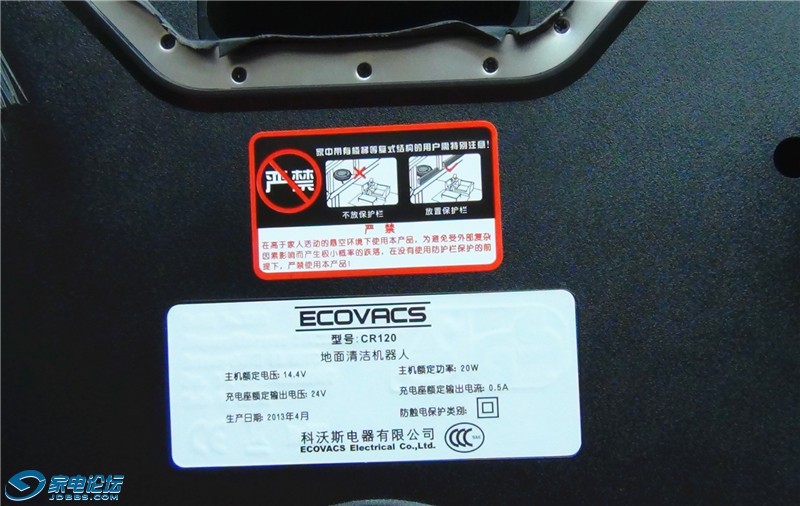 家中带有楼梯等复式结构的用户需特别注意!
严禁
不放保护栏
放置保护栏
严 禁
在高于家人活动的悬空环境下使用本产品,为避免受外部复杂
因素影响而产生极小概率的跌落,在没有使用防护栏保护的前
提下,严禁使用本产品!
ECOVACS
型号:CR120
地面清洁机器人
主机额定电压:14.4V
主机额定功率:20W
充电座额定输出电压:24V
充电座额定输出电流:0.5A
生产日期:2013年4月
防触电保护类别:
科沃斯电器有限公司
ECOVACS Electrical Co.,Ltd.
家电论坛
JDBBS.COM